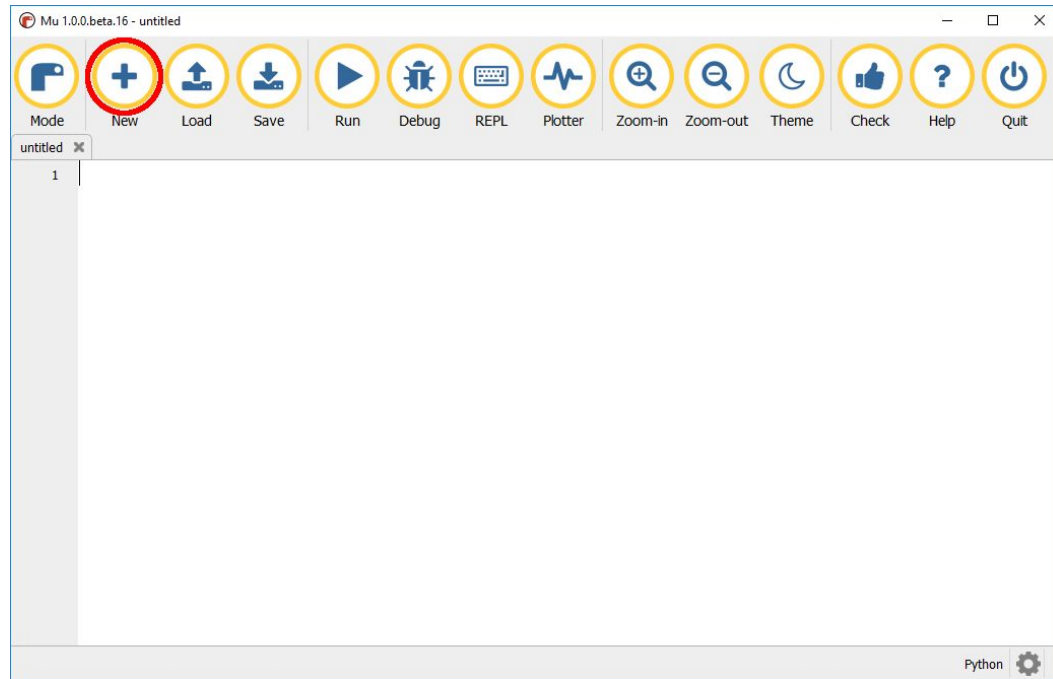 Mu 1.0.0.beta.16 - untitled
Mode New Load Save Run Debug REPL Plotter Zoom-in Zoom-out Theme Check Help Quit
untitled
1
Python